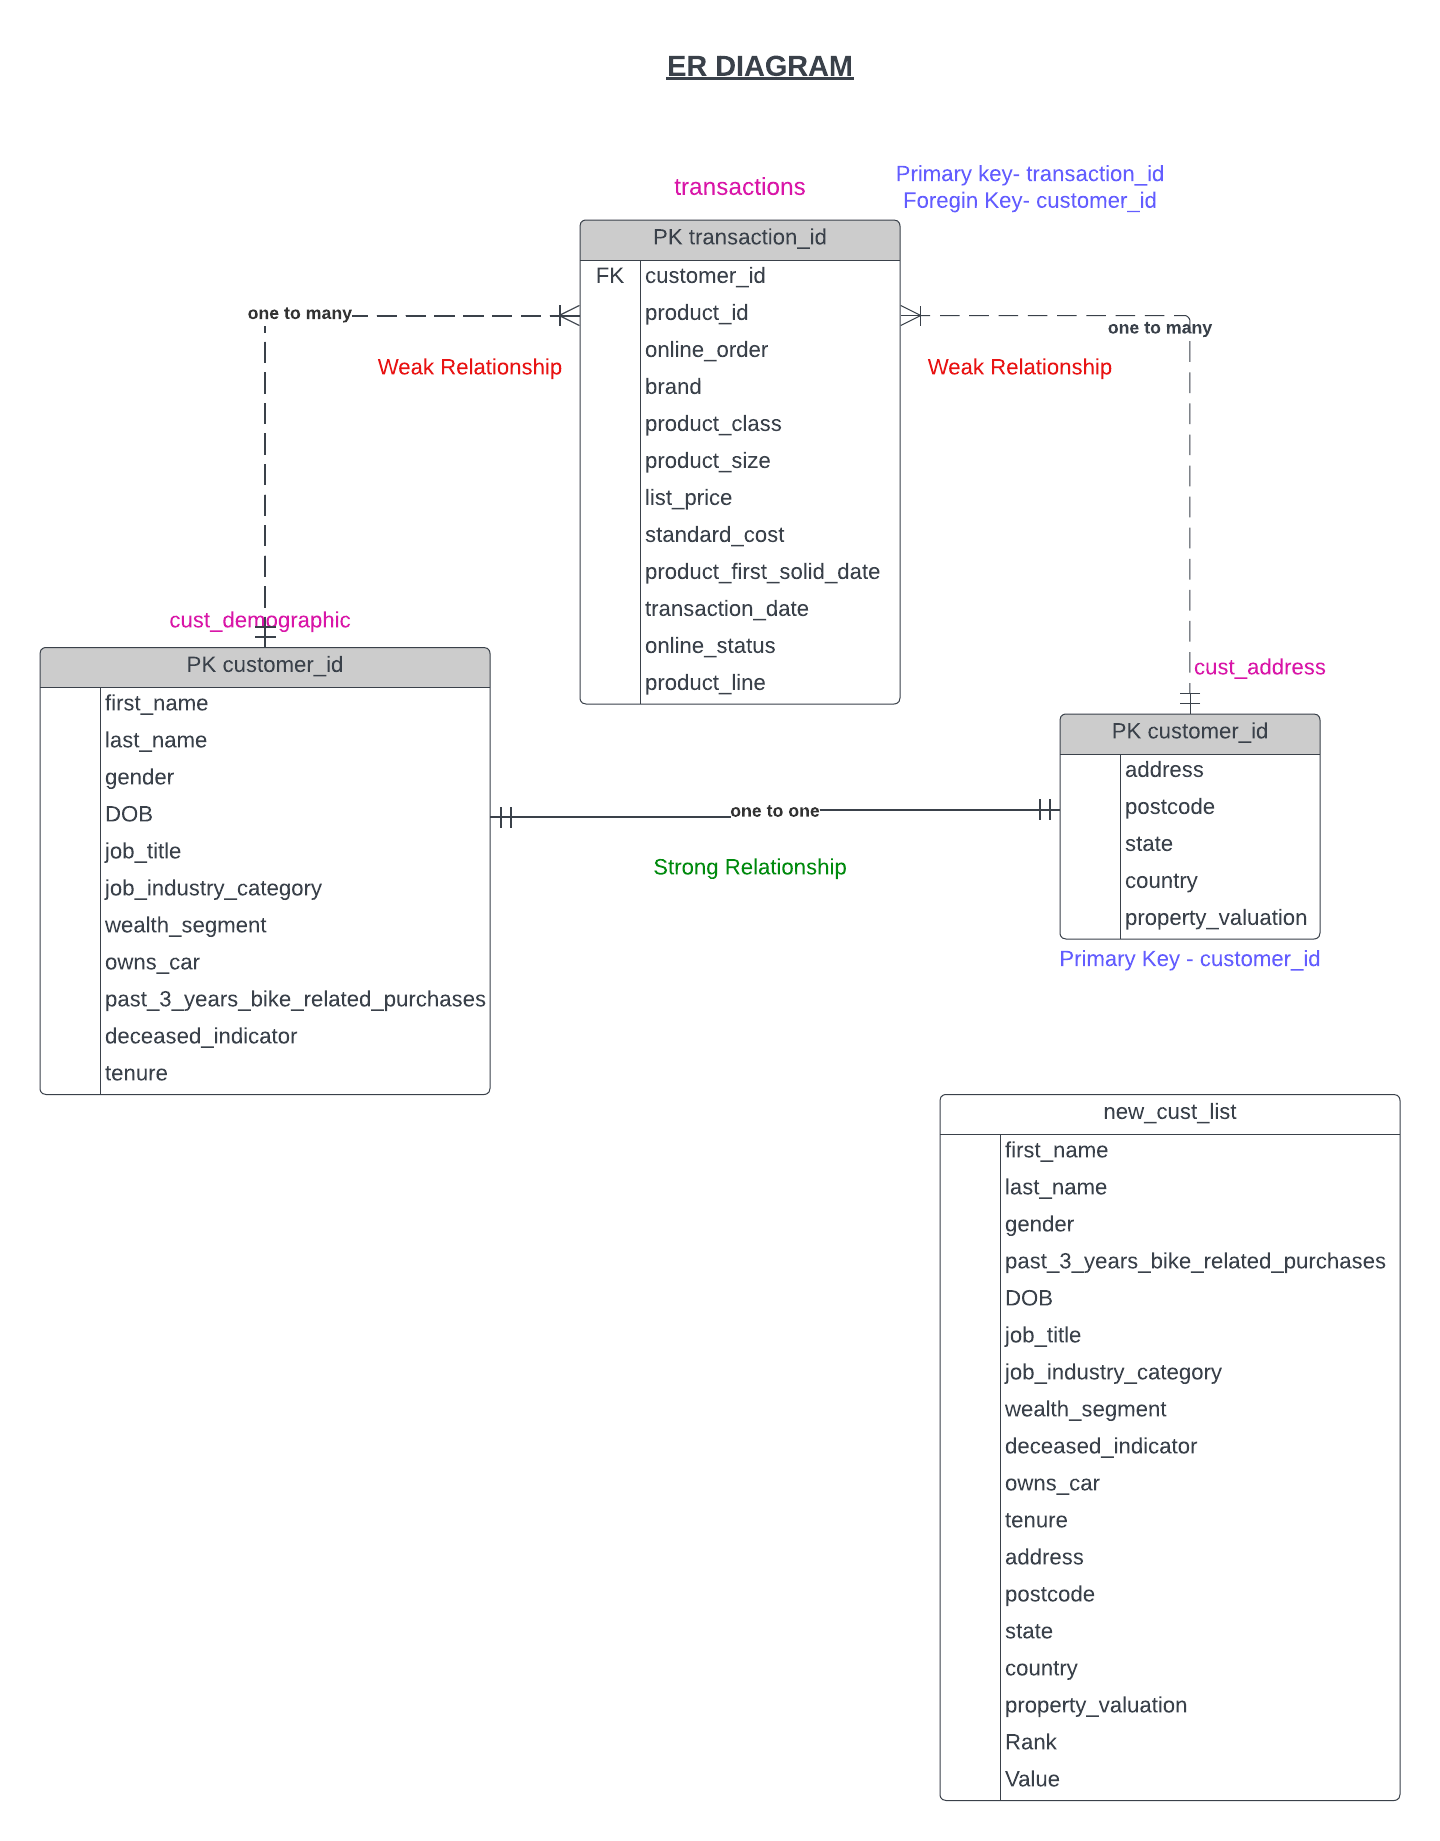 ER DIAGRAM
transactions
Primary key- transaction_id
Foregin Key- customer_id
PK transaction_id
FK customer_id
product_id
online_order
brand
product_class
product_size
list_price
standard_cost
product_first_solid_date
transaction_date
online_status
product_line
one to many
Weak Relationship
one to many
Weak Relationship
cust_demographic
PK customer_id
first_name
last_name
gender
DOB
job_title
job_industry_category
wealth_segment
owns_car
past_3_years_bike_related_purchases
deceased_indicator
tenure
one to one
Strong Relationship
cust_address
PK customer_id
address
postcode
state
country
property_valuation
Primary Key - customer_id
new_cust_list
first_name
last_name
gender
past_3_years_bike_related_purchases
DOB
job_title
job_industry_category
wealth_segment
deceased_indicator
owns_car
tenure
address
postcode
state
country
property_valuation
Rank
Value